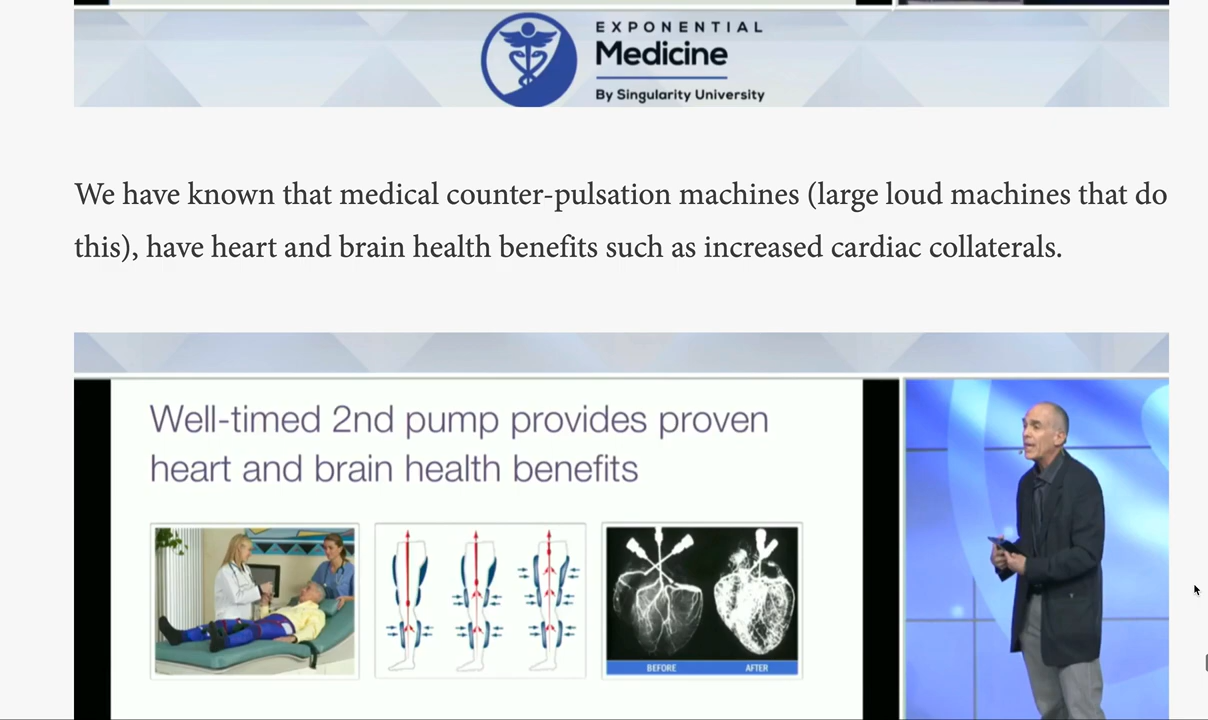 EXPONENTIAL
Medicine
By Singularity University
We have known that medical counter-pulsation machines (large loud machines that do
this), have heart and brain health benefits such as increased cardiac collaterals.
Well-timed 2nd pump provides proven
heart and brain health benefits
BEFORE AFTER